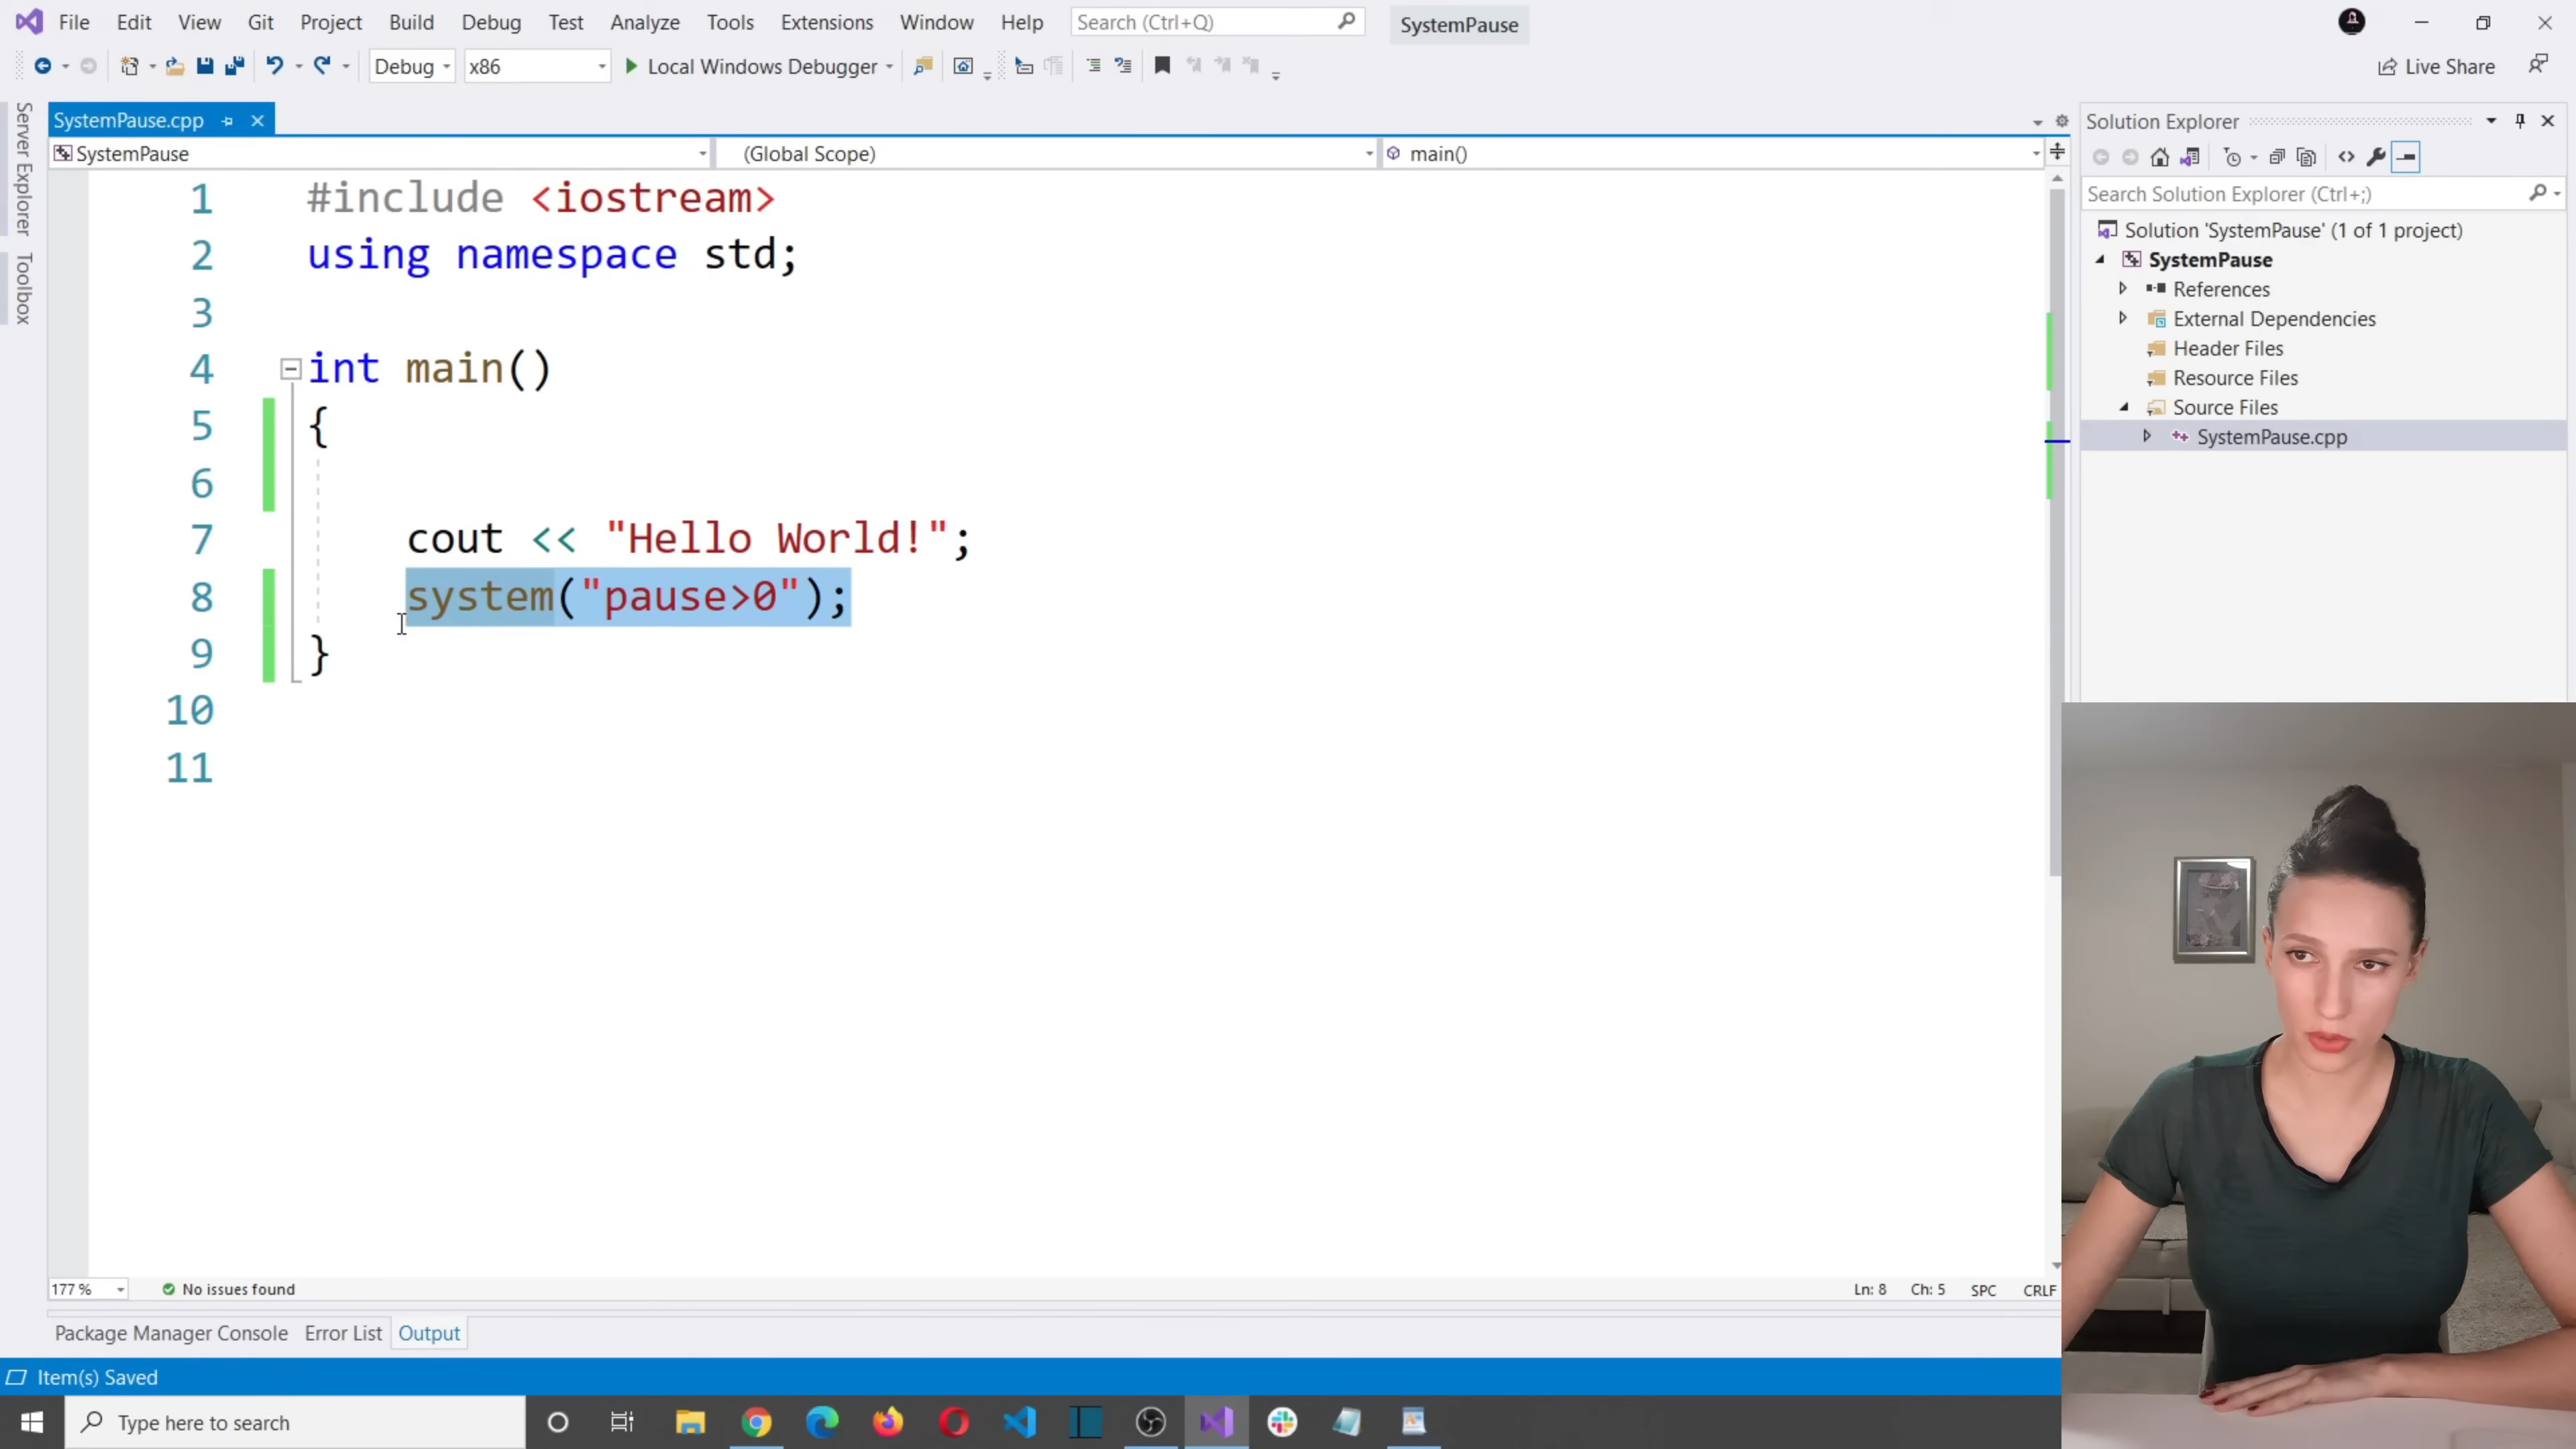 File Edit View Git Project Build Debug Test Analyze Tools Extensions Window Help Search (Ctrl+Q) SystemPause
Debug x86 Local Windows Debugger Live Share
Server Explorer
Toolbox
SystemPause.cpp
SystemPause (Global Scope) main()
1 #include <iostream>
2 using namespace std;
3
4 int main()
5 {
6
7 cout << "Hello World!";
8 system("pause>0");
9 }
10
11
177 % No issues found Ln: 8 Ch: 5 SPC CRLF
Package Manager Console Error List Output
Item(s) Saved
Type here to search
Solution Explorer
Search Solution Explorer (Ctrl+;)
Solution 'SystemPause' (1 of 1 project)
SystemPause
References
External Dependencies
Header Files
Resource Files
Source Files
SystemPause.cpp